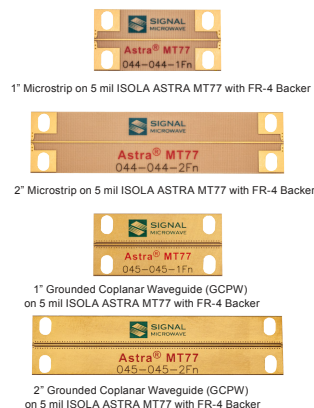 SIGNAL
MICROWAVE
Astra® MT77
044-044-1Fn
1” Microstrip on 5 mil ISOLA ASTRA MT77 with FR-4 Backer
SIGNAL
MICROWAVE
Astra® MT77
044-044-2Fn
2” Microstrip on 5 mil ISOLA ASTRA MT77 with FR-4 Backer
SIGNAL
MICROWAVE
Astra® MT77
045-045-1Fn
1” Grounded Coplanar Waveguide (GCPW)
on 5 mil ISOLA ASTRA MT77 with FR-4 Backer
SIGNAL
MICROWAVE
Astra® MT77
045-045-2Fn
2” Grounded Coplanar Waveguide (GCPW)
on 5 mil ISOLA ASTRA MT77 with FR-4 Backer